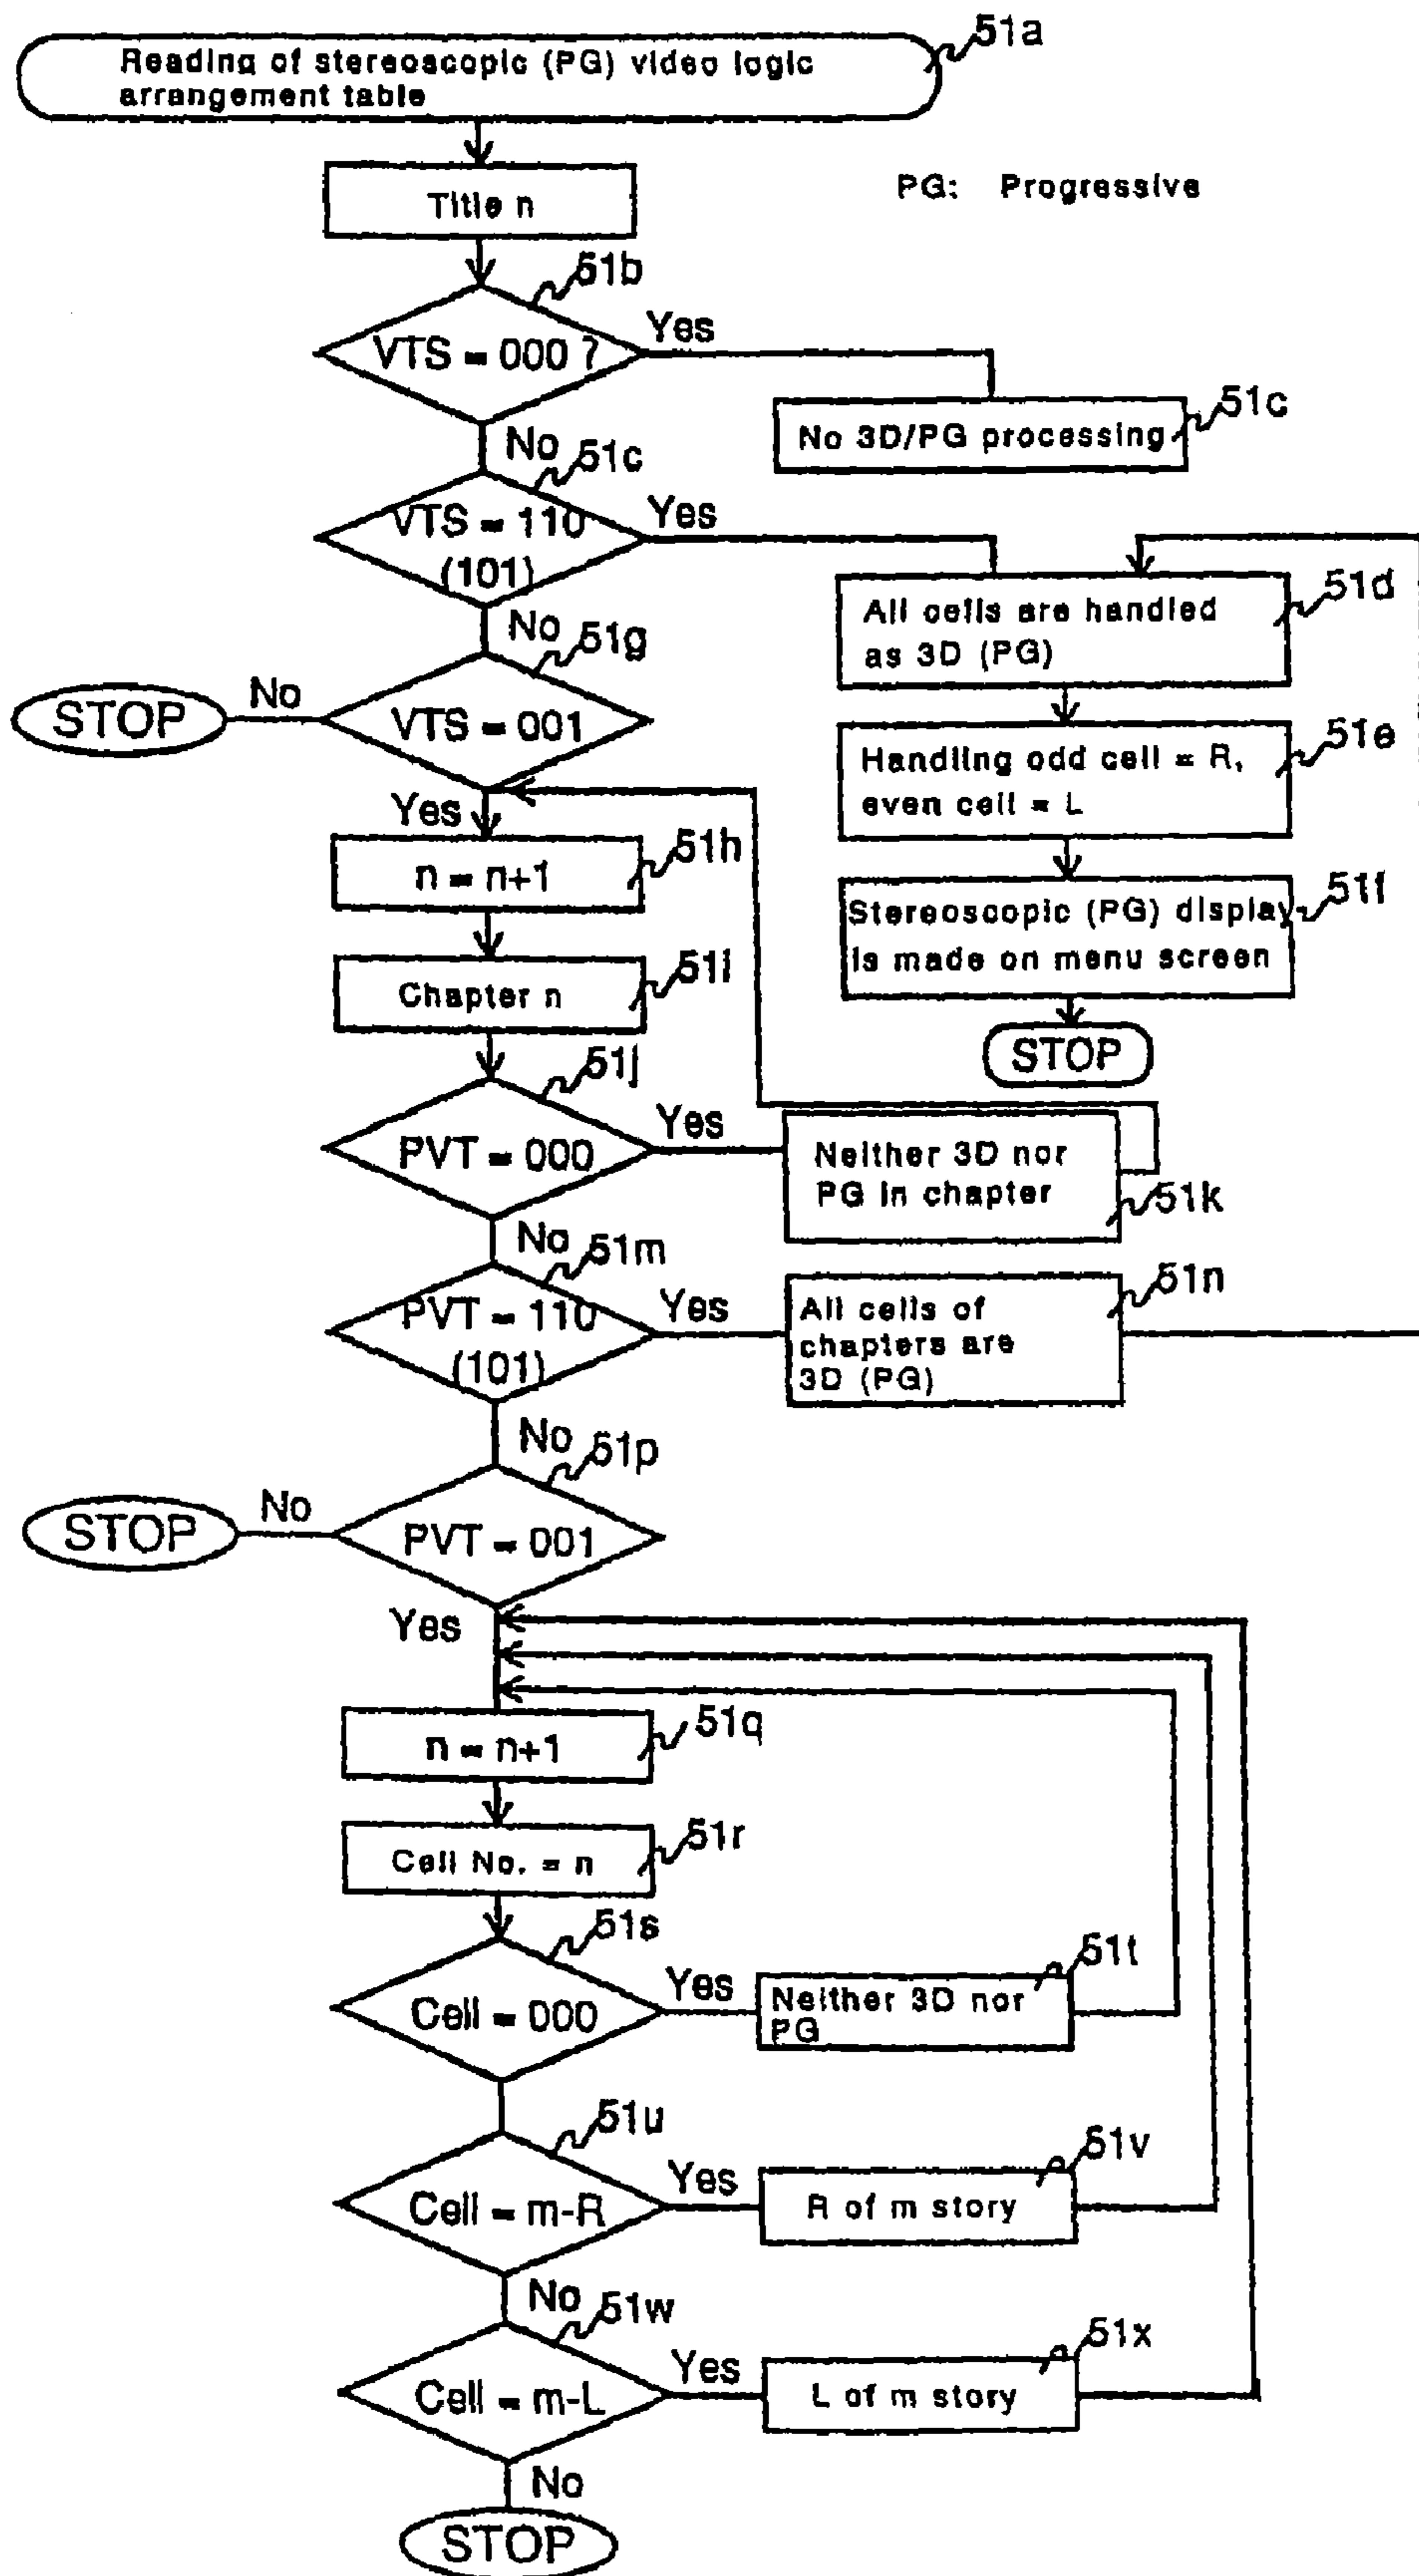 51a
Reading of stereoscopic (PG) video logic
arrangement table
Title n
PG: Progressive
51b
VTS = 000 ?
Yes
51c
No 3D/PG processing
No
51c
VTS = 110
(101)
Yes
51d
All cells are handled
as 3D (PG)
No
51g
VTS = 001
No
STOP
51e
Handling odd cell = R,
even cell = L
Yes
51h
n = n+1
51f
Stereoscopic (PG) display
is made on menu screen
STOP
51i
Chapter n
51j
PVT = 000
Yes
Neither 3D nor
PG in chapter
51k
No
51m
PVT = 110
(101)
Yes
51n
All cells of
chapters are
3D (PG)
No
51p
PVT = 001
No
STOP
Yes
51q
n = n+1
51r
Cell No. = n
51s
Cell = 000
Yes
51t
Neither 3D nor
PG
51u
Cell = m-R
Yes
51v
R of m story
No
51w
Cell = m-L
Yes
51x
L of m story
No
STOP